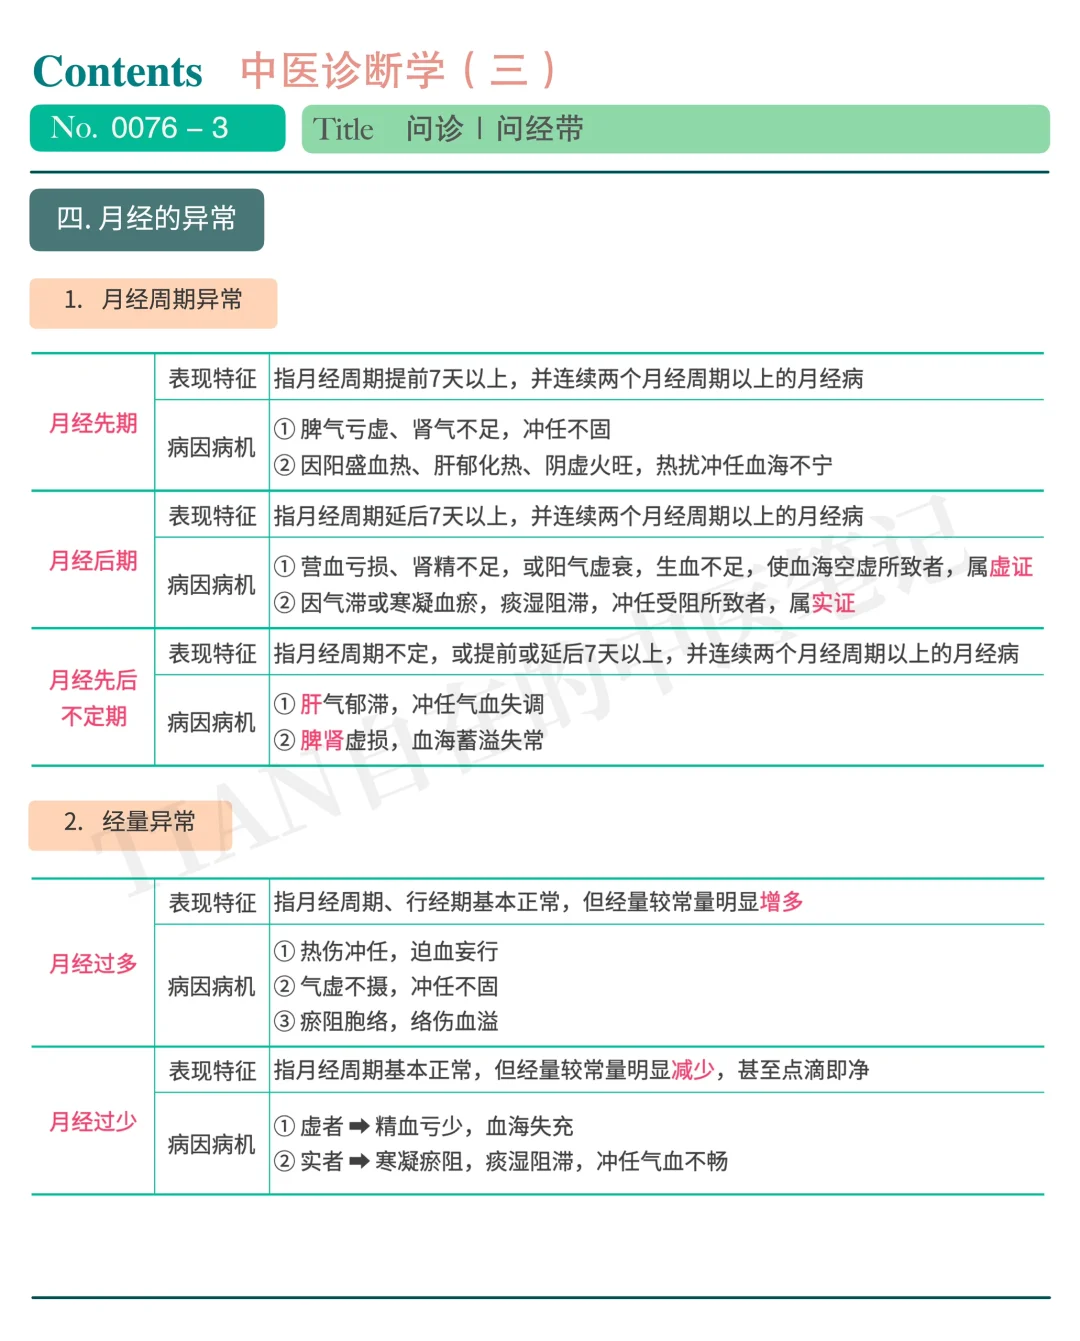 Contents 中医诊断学（三）
No. 0076 – 3 Title 问诊 | 问经带
四. 月经的异常
1. 月经周期异常
月经先期
表现特征 指月经周期提前7天以上，并连续两个月经周期以上的月经病
病因病机
① 脾气亏虚、肾气不足，冲任不固
② 因阳盛血热、肝郁化热、阴虚火旺，热扰冲任血海不宁
月经后期
表现特征 指月经周期延后7天以上，并连续两个月经周期以上的月经病
病因病机
① 营血亏损、肾精不足，或阳气虚衰，生血不足，使血海空虚所致者，属虚证
② 因气滞或寒凝血瘀，痰湿阻滞，冲任受阻所致者，属实证
月经先后
不定期
表现特征 指月经周期不定，或提前或延后7天以上，并连续两个月经周期以上的月经病
病因病机
① 肝气郁滞，冲任气血失调
② 脾肾虚损，血海蓄溢失常
2. 经量异常
月经过多
表现特征 指月经周期、行经期基本正常，但经量较常量明显增多
病因病机
① 热伤冲任，迫血妄行
② 气虚不摄，冲任不固
③ 瘀阻胞络，络伤血溢
月经过少
表现特征 指月经周期基本正常，但经量较常量明显减少，甚至点滴即净
病因病机
① 虚者 ➡ 精血亏少，血海失充
② 实者 ➡ 寒凝瘀阻，痰湿阻滞，冲任气血不畅
TIAN自在的中医笔记